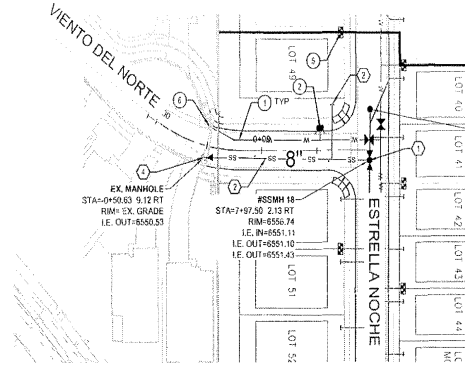 VIENTO DEL NORTE
LOT 49
LOT 40
5
2
2
6
1 TYP
0+00
W
W
8"
SS
SS
SS
LOT 41
4
2
1
EX. MANHOLE
STA=-0+50.63 9.12 RT
RIM= EX. GRADE
I.E. OUT=6550.53
#SSMH 18
STA=7+97.50 2.13 RT
RIM=6556.74
I.E. IN=6551.11
I.E. OUT=6551.10
I.E. OUT=6551.43
ESTRELLA NOCHE
LOT 42
LOT 43
LOT 51
LOT 44
LOT 52